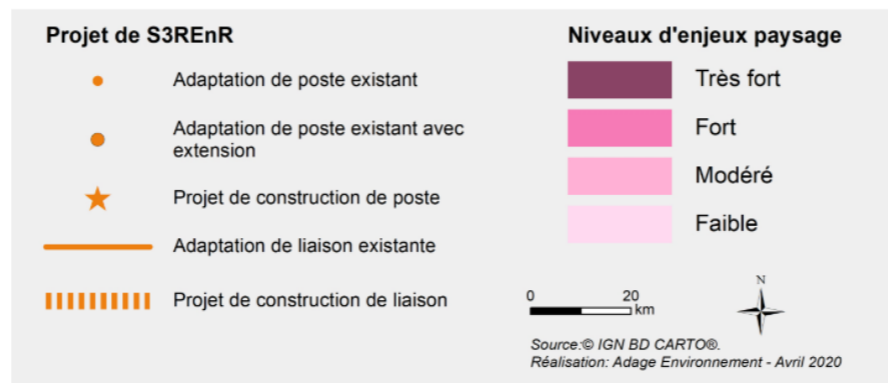 Projet de S3REnR
Adaptation de poste existant
Adaptation de poste existant avec
extension
Projet de construction de poste
Adaptation de liaison existante
Projet de construction de liaison
Niveaux d'enjeux paysage
Très fort
Fort
Modéré
Faible
0 20
km
N
Source:© IGN BD CARTO®.
Réalisation: Adage Environnement - Avril 2020